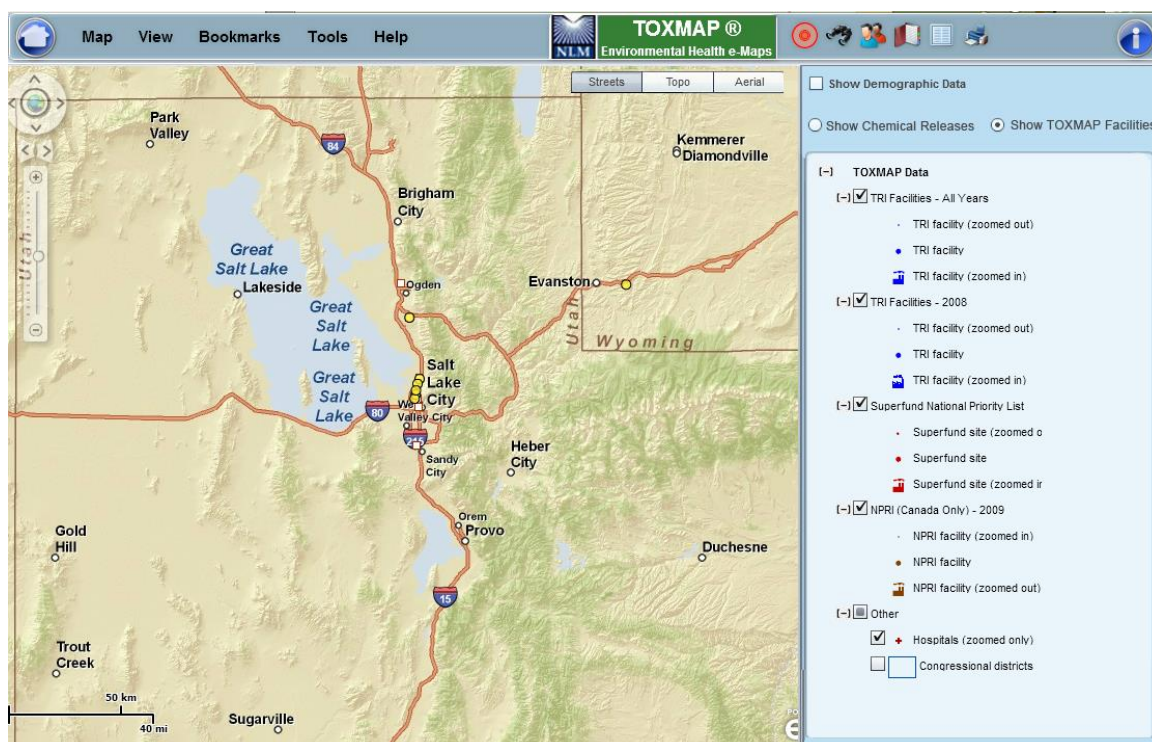 Map View Bookmarks Tools Help
NLM
TOXMAP ®
Environmental Health e-Maps
Streets Topo Aerial
Park
Valley
84
Kemmerer
Diamondville
Brigham
City
Utah
Great
Salt Lake
Lakeside
Ogden
Evanston
Great
Salt
Lake
Utah
Wyoming
Great
Salt
Lake
Salt
Lake
City
80
Valley City
215
Sandy
City
Heber
City
Orem
Provo
Gold
Hill
Duchesne
15
Trout
Creek
50 km
40 mi
Sugarville
Show Demographic Data
Show Chemical Releases Show TOXMAP Facilities
[-] TOXMAP Data
[-] TRI Facilities - All Years
TRI facility (zoomed out)
TRI facility
TRI facility (zoomed in)
[-] TRI Facilities - 2008
TRI facility (zoomed out)
TRI facility
TRI facility (zoomed in)
[-] Superfund National Priority List
Superfund site (zoomed o
Superfund site
Superfund site (zoomed ir
[-] NPRI (Canada Only) - 2009
NPRI facility (zoomed in)
NPRI facility
NPRI facility (zoomed out)
[-] Other
Hospitals (zoomed only)
Congressional districts